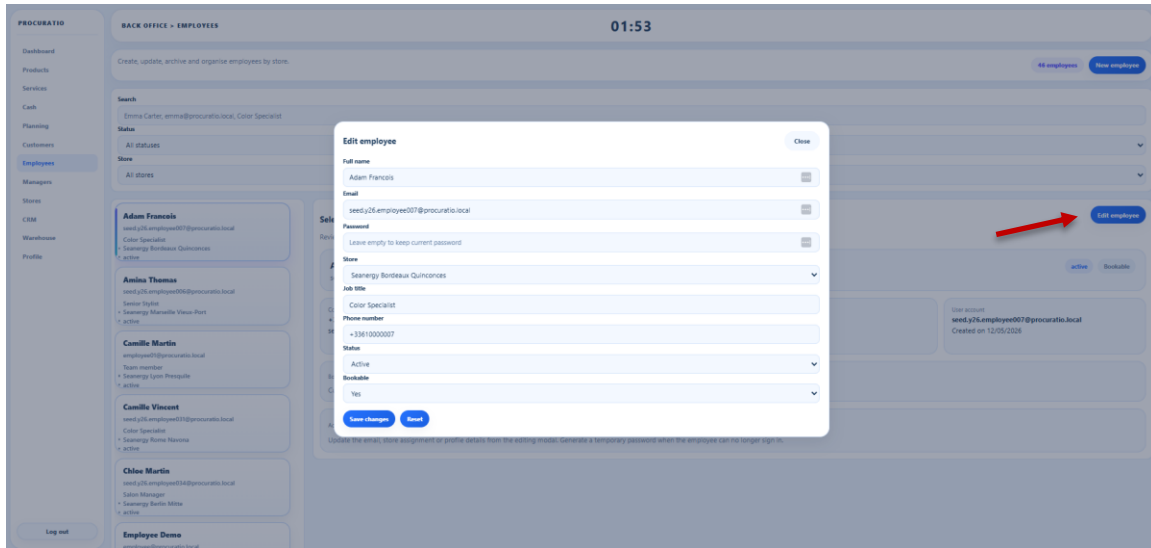 PROCURATIO
Dashboard
Products
Services
Cash
Planning
Customers
Employees
Managers
Stores
CRM
Warehouse
Profile
Log out
BACK OFFICE > EMPLOYEES
01:53
Create, update, archive and organise employees by store.
46 employees
New employee
Search
Emma Carter, emma@procuratio.local, Color Specialist
Status
All statuses
Store
All stores
Adam Francois
seed.y26.employee007@procuratio.local
Color Specialist
Seanergy Bordeaux Quinconces
active
Amina Thomas
seed.y26.employee006@procuratio.local
Senior Stylist
Seanergy Marseille Vieux-Port
active
Camille Martin
employee01@procuratio.local
Team member
Seanergy Lyon Presquile
active
Camille Vincent
seed.y26.employee031@procuratio.local
Color Specialist
Seanergy Rome Navona
active
Chloe Martin
seed.y26.employee034@procuratio.local
Salon Manager
Seanergy Berlin Mitte
active
Employee Demo
employee@procuratio.local
Edit employee
active
Bookable
User account
seed.y26.employee007@procuratio.local
Created on 12/05/2026
Update the email, store assignment or profile details from the editing modal. Generate a temporary password when the employee can no longer sign in.
Edit employee
Close
Full name
Adam Francois
Email
seed.y26.employee007@procuratio.local
Password
Leave empty to keep current password
Store
Seanergy Bordeaux Quinconces
Job title
Color Specialist
Phone number
+33610000007
Status
Active
Bookable
Yes
Save changes
Reset